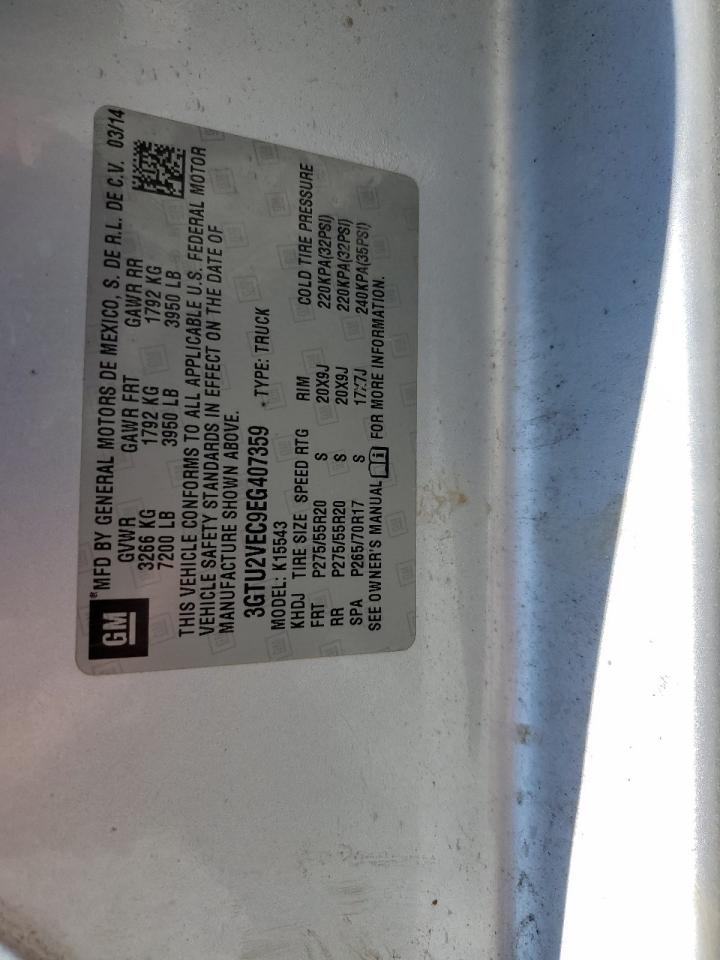 GM
® MFD BY GENERAL MOTORS DE MEXICO, S. DE R.L. DE C.V. 03/14
GVWR GAWR FRT GAWR RR
3266 KG 1792 KG 1792 KG
7200 LB 3950 LB 3950 LB
THIS VEHICLE CONFORMS TO ALL APPLICABLE U.S. FEDERAL MOTOR
VEHICLE SAFETY STANDARDS IN EFFECT ON THE DATE OF
MANUFACTURE SHOWN ABOVE.
3GTU2VEC9EG407359 TYPE: TRUCK
MODEL: K15543
KHDJ TIRE SIZE SPEED RTG RIM COLD TIRE PRESSURE
FRT P275/55R20 S 20X9J 220KPA(32PSI)
RR P275/55R20 S 20X9J 220KPA(32PSI)
SPA P265/70R17 S 17X7J 240KPA(35PSI)
SEE OWNER'S MANUAL FOR MORE INFORMATION.